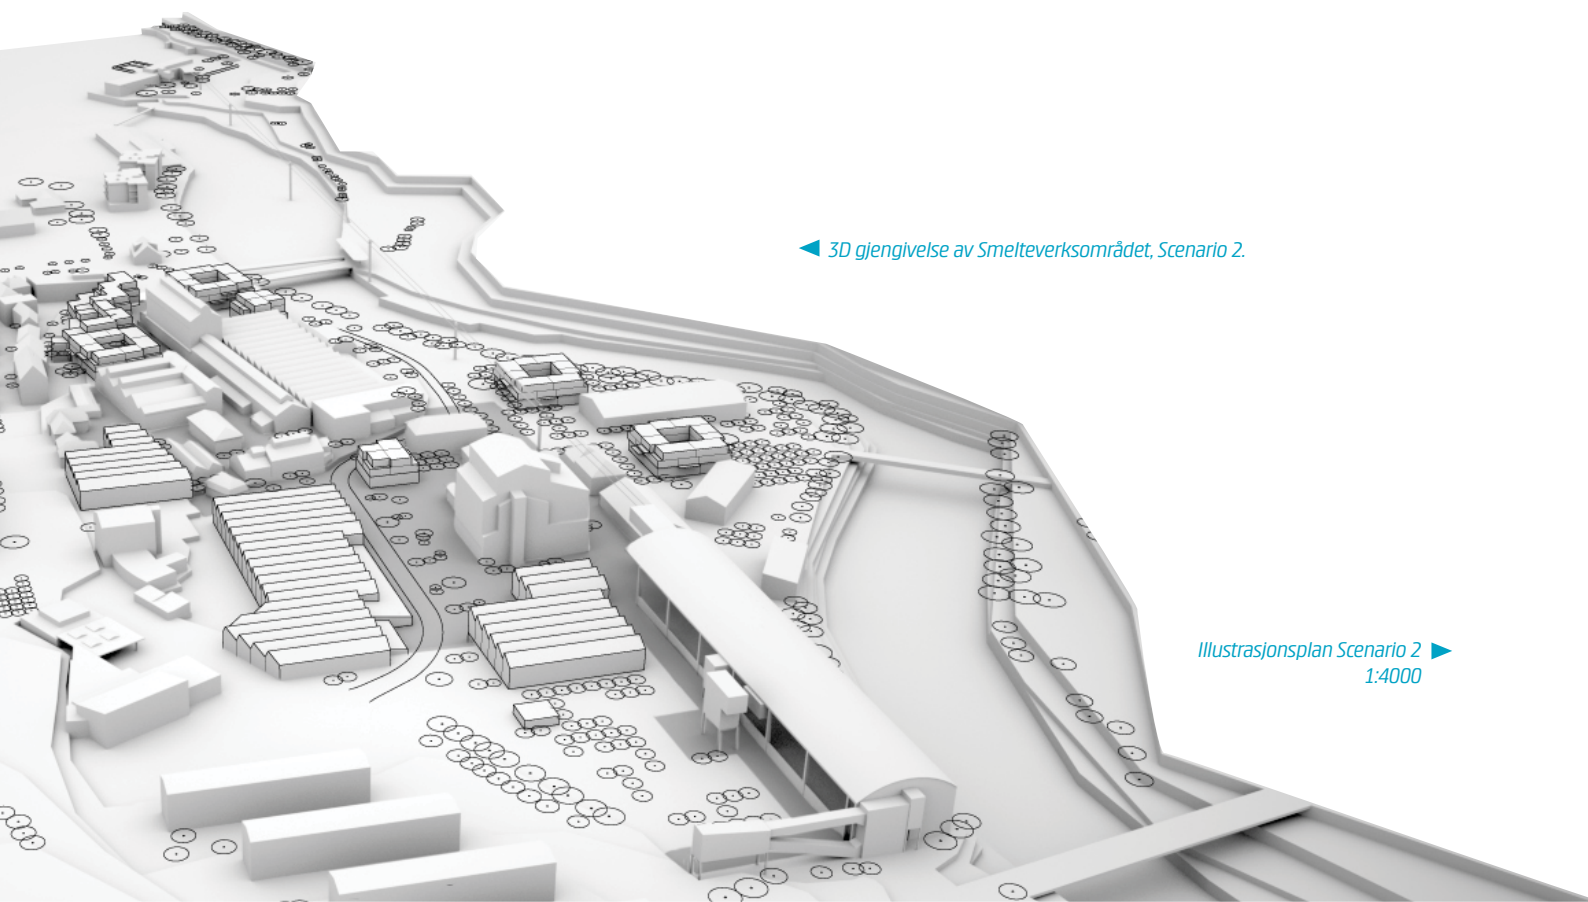 3D gjengivelse av Smelteverksområdet, Scenario 2.
Illustrasjonsplan Scenario 2
1:4000